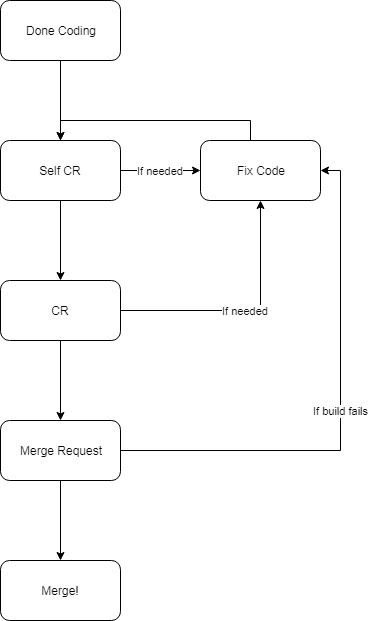 Done Coding
Self CR
If needed
Fix Code
CR
If needed
If build fails
Merge Request
Merge!